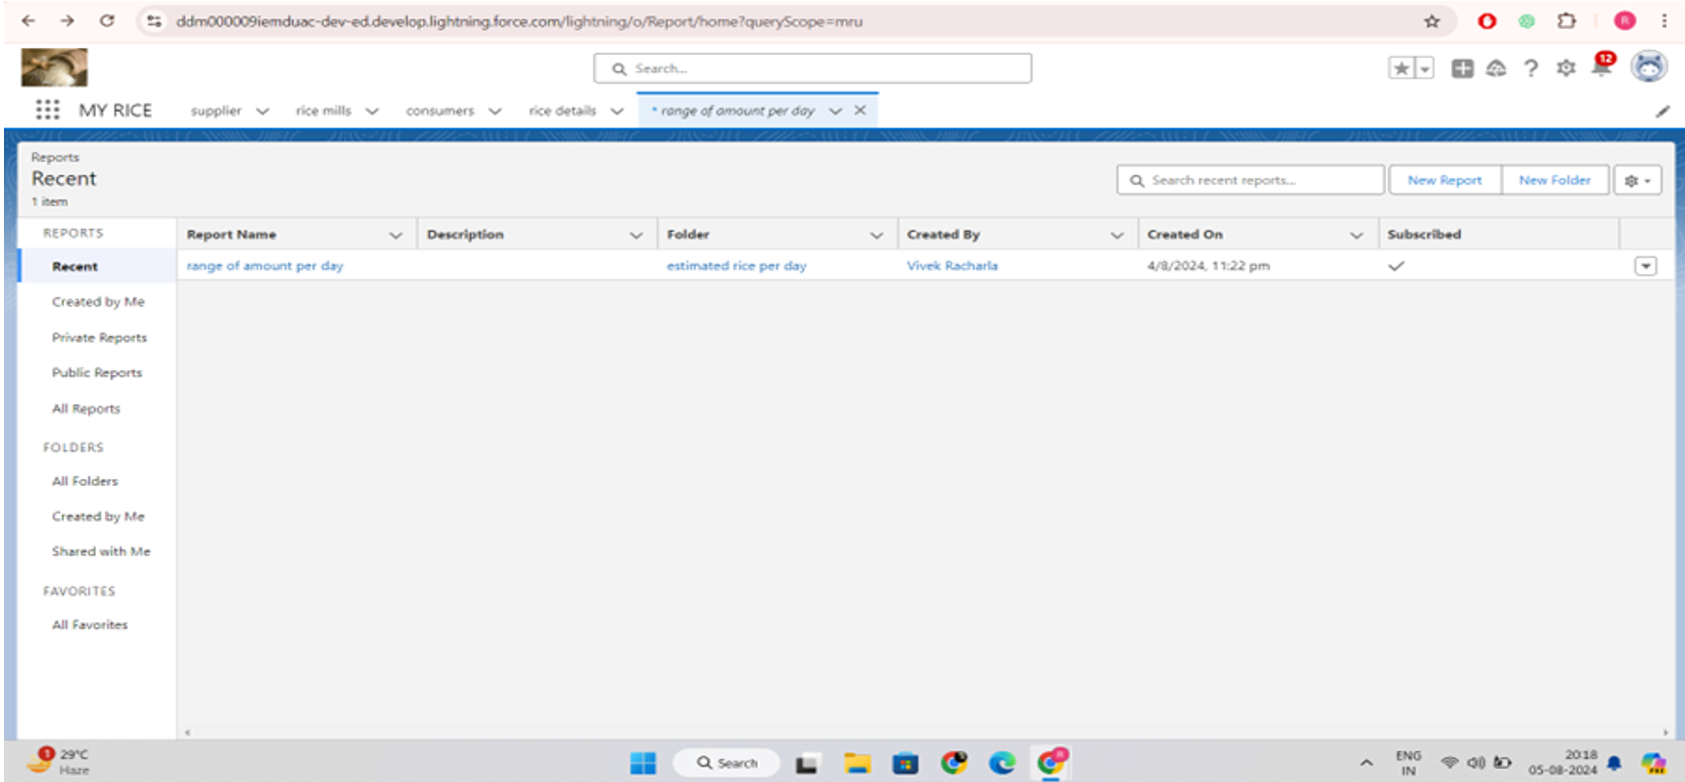 ddm000009iemduac-dev-ed.develop.lightning.force.com/lightning/o/Report/home?queryScope=mru
R
Search...
12
MY RICE supplier rice mills consumers rice details * range of amount per day
Reports
Recent
1 item
Search recent reports...
New Report New Folder
REPORTS
Report Name Description Folder Created By Created On Subscribed
Recent
range of amount per day estimated rice per day Vivek Racharla 4/8/2024, 11:22 pm
Created by Me
Private Reports
Public Reports
All Reports
FOLDERS
All Folders
Created by Me
Shared with Me
FAVORITES
All Favorites
1
29°C
Haze
Search
R
ENG
IN
20:18
05-08-2024